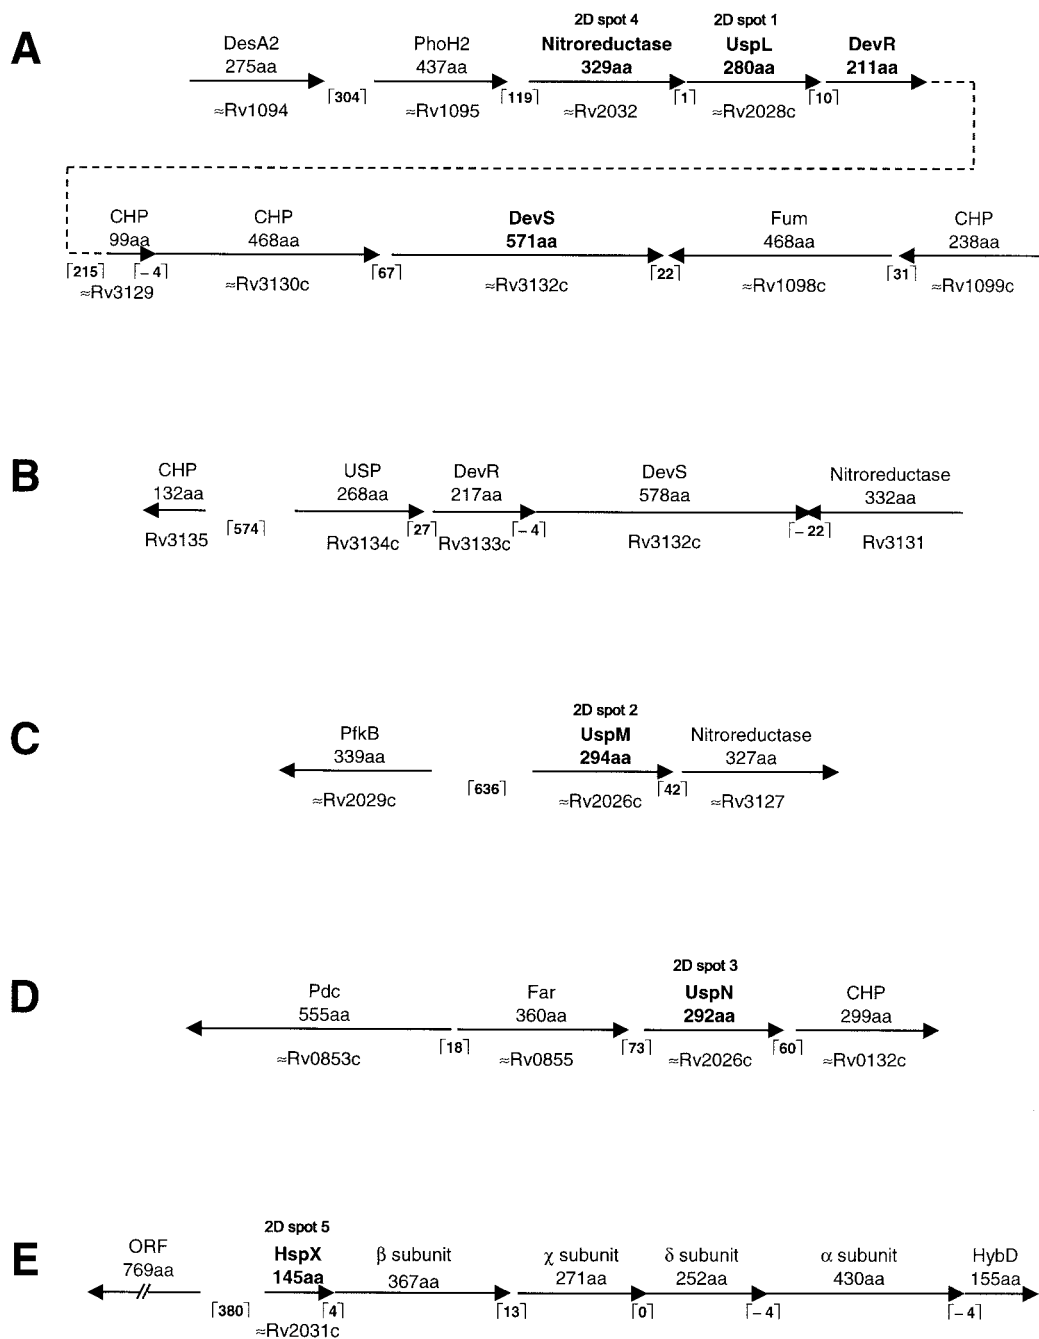 A
2D spot 4 2D spot 1
DesA2 PhoH2 Nitroreductase UspL DevR
275aa 437aa 329aa 280aa 211aa
304 119 1 10
≈Rv1094 ≈Rv1095 ≈Rv2032 ≈Rv2028c
CHP CHP DevS Fum CHP
99aa 468aa 571aa 468aa 238aa
215 -4 67 22 31
≈Rv3129 ≈Rv3130c ≈Rv3132c ≈Rv1098c ≈Rv1099c
B
CHP USP DevR DevS Nitroreductase
132aa 268aa 217aa 578aa 332aa
574 27 -4 -22
Rv3135 Rv3134c Rv3133c Rv3132c Rv3131
C
2D spot 2
PfkB UspM Nitroreductase
339aa 294aa 327aa
636 42
≈Rv2029c ≈Rv2026c ≈Rv3127
D
2D spot 3
Pdc Far UspN CHP
555aa 360aa 292aa 299aa
18 73 60
≈Rv0853c ≈Rv0855 ≈Rv2026c ≈Rv0132c
E
2D spot 5
ORF HspX β subunit χ subunit δ subunit α subunit HybD
769aa 145aa 367aa 271aa 252aa 430aa 155aa
380 4 13 0 -4 -4
≈Rv2031c